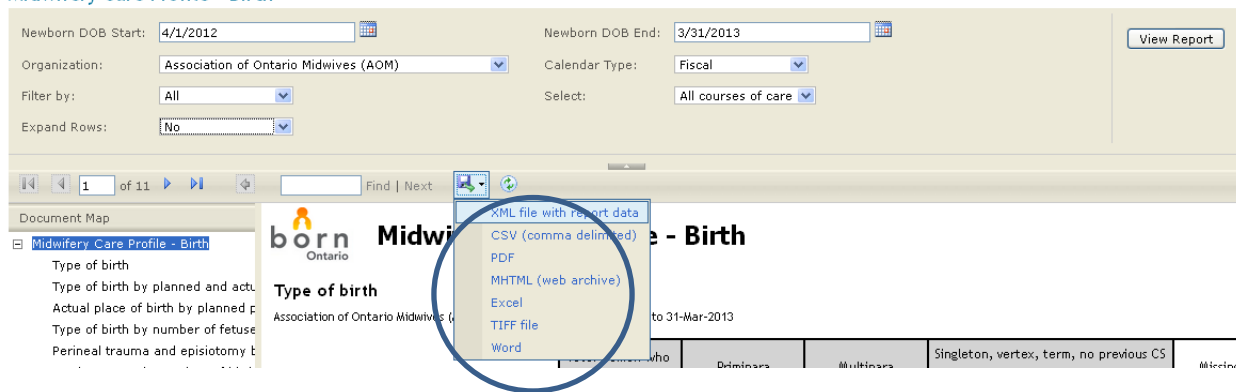 Newborn DOB Start: 4/1/2012 Newborn DOB End: 3/31/2013 View Report
Organization: Association of Ontario Midwives (AOM) Calendar Type: Fiscal
Filter by: All Select: All courses of care
Expand Rows: No
1 of 11 Find | Next
Document Map
XML file with report data
CSV (comma delimited)
PDF
MHTML (web archive)
Excel
TIFF file
Word
Midwifery Care Profile - Birth
Type of birth
Type of birth by planned and actu
Actual place of birth by planned p
Type of birth by number of fetuse
Perineal trauma and episiotomy b
born Ontario
Midwi e - Birth
Type of birth
Association of Ontario Midwives ( to 31-Mar-2013
who Primipara Multipara Singleton, vertex, term, no previous CS Missing